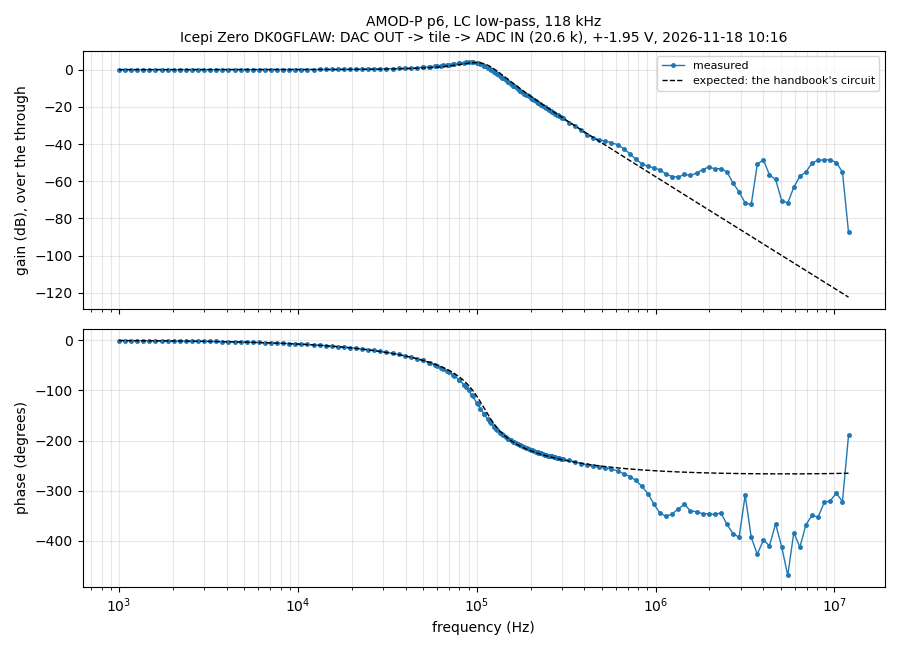 AMOD-P p6, LC low-pass, 118 kHz
Icepi Zero DK0GFLAW: DAC OUT -> tile -> ADC IN (20.6 k), +-1.95 V, 2026-11-18 10:16
measured
expected: the handbook's circuit
gain (dB), over the through
0
−20
−40
−60
−80
−100
−120
phase (degrees)
0
−100
−200
−300
−400
10³
10⁴
10⁵
10⁶
10⁷
frequency (Hz)